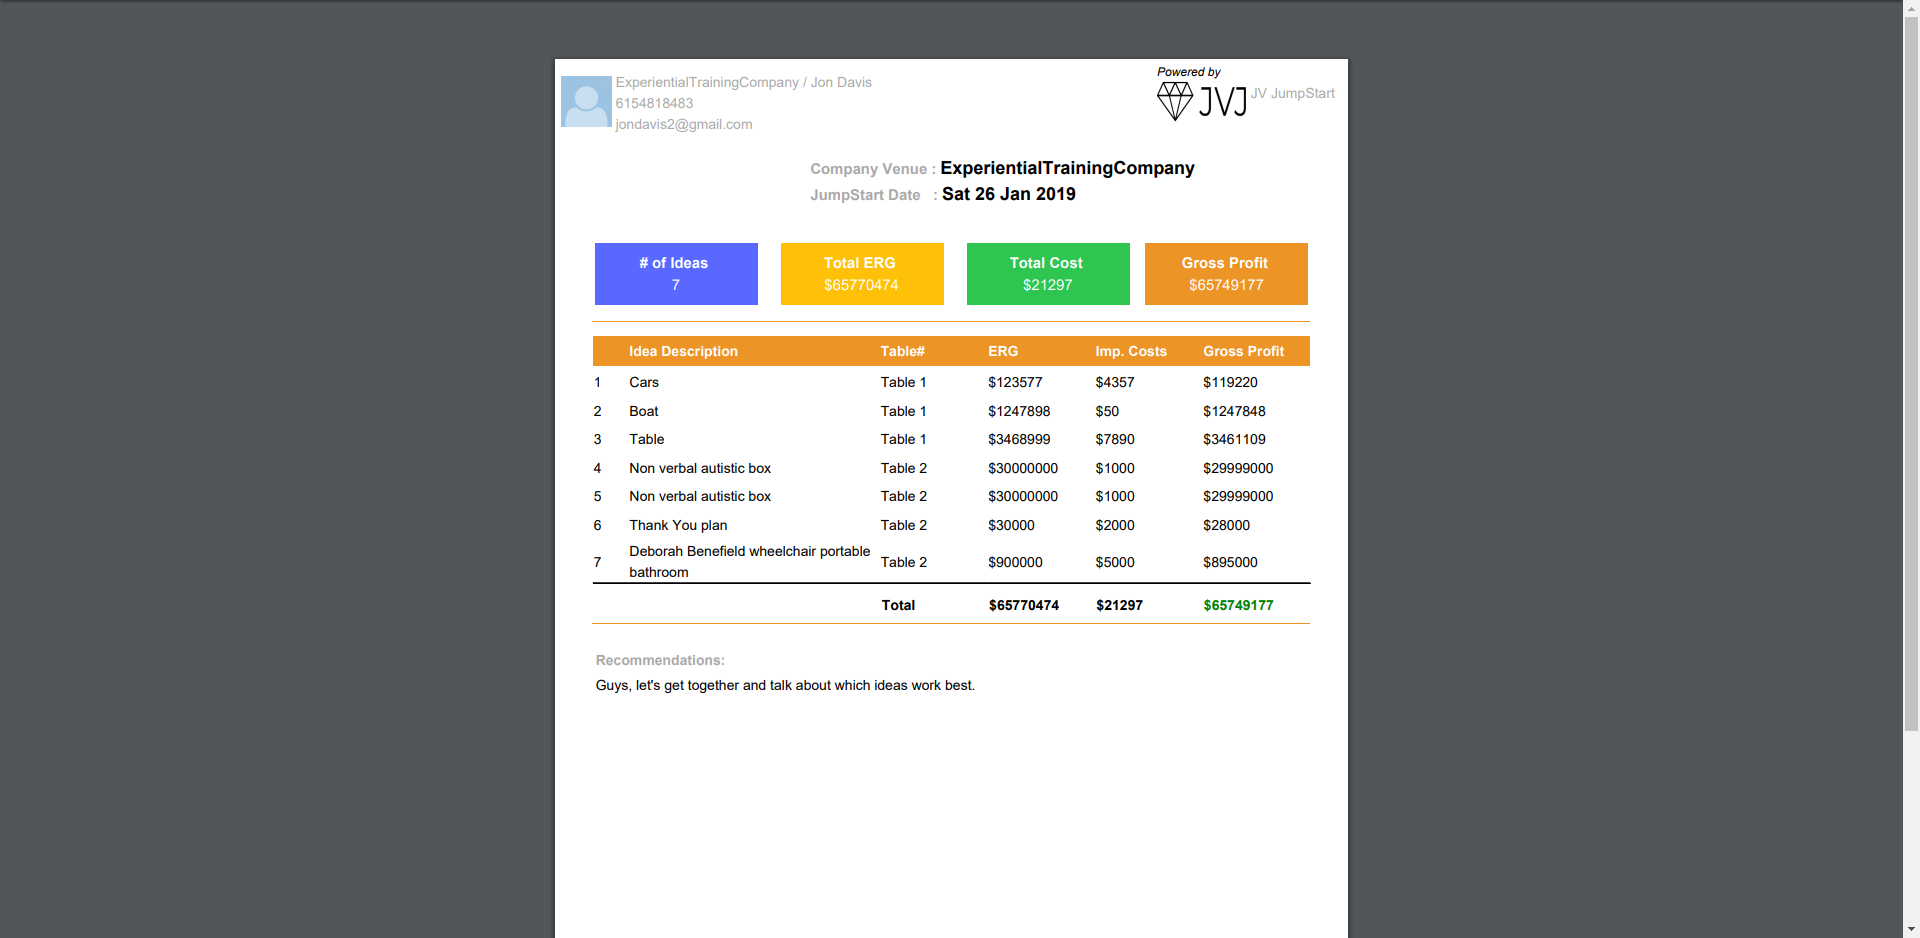 ExperientialTrainingCompany / Jon Davis
6154818483
jondavis2@gmail.com
Powered by
JVJ JV JumpStart
Company Venue : ExperientialTrainingCompany
JumpStart Date : Sat 26 Jan 2019
# of Ideas
7
Total ERG
$65770474
Total Cost
$21297
Gross Profit
$65749177
Idea Description Table# ERG Imp. Costs Gross Profit
1 Cars Table 1 $123577 $4357 $119220
2 Boat Table 1 $1247898 $50 $1247848
3 Table Table 1 $3468999 $7890 $3461109
4 Non verbal autistic box Table 2 $30000000 $1000 $29999000
5 Non verbal autistic box Table 2 $30000000 $1000 $29999000
6 Thank You plan Table 2 $30000 $2000 $28000
7 Deborah Benefield wheelchair portable
bathroom Table 2 $900000 $5000 $895000
Total $65770474 $21297 $65749177
Recommendations:
Guys, let's get together and talk about which ideas work best.